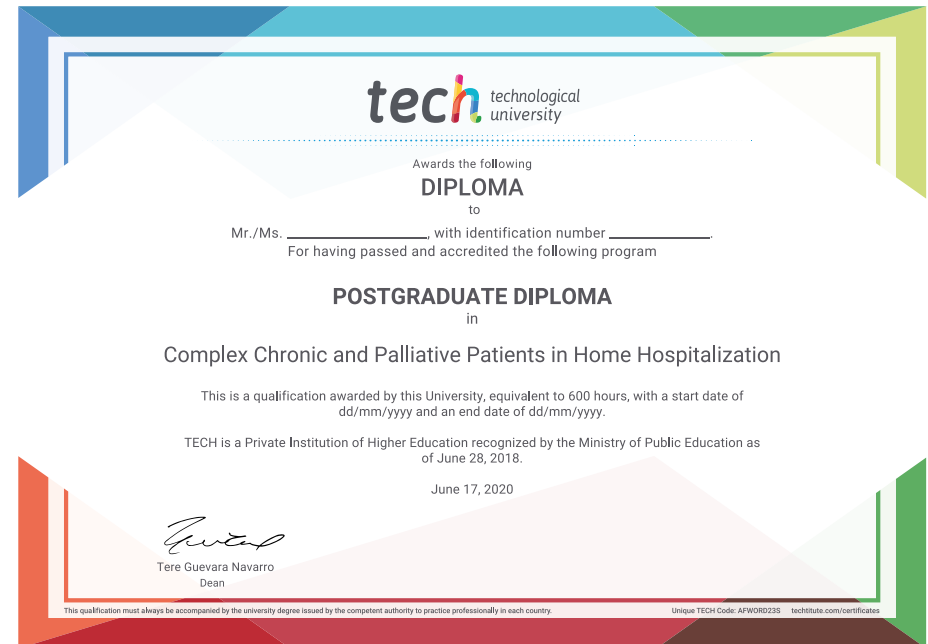 tech technological
university
Awards the following
DIPLOMA
to
Mr./Ms. ________________, with identification number ____________.
For having passed and accredited the following program
POSTGRADUATE DIPLOMA
in
Complex Chronic and Palliative Patients in Home Hospitalization
This is a qualification awarded by this University, equivalent to 600 hours, with a start date of
dd/mm/yyyy and an end date of dd/mm/yyyy.
TECH is a Private Institution of Higher Education recognized by the Ministry of Public Education as
of June 28, 2018.
June 17, 2020
Tere Guevara Navarro
Dean
This qualification must always be accompanied by the university degree issued by the competent authority to practice professionally in each country.
Unique TECH Code: AFWORD23S techtitute.com/certificates